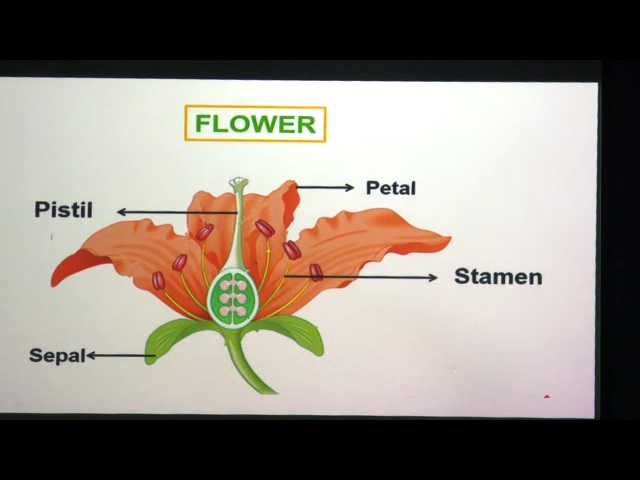 FLOWER
Petal
Pistil
Stamen
Sepal